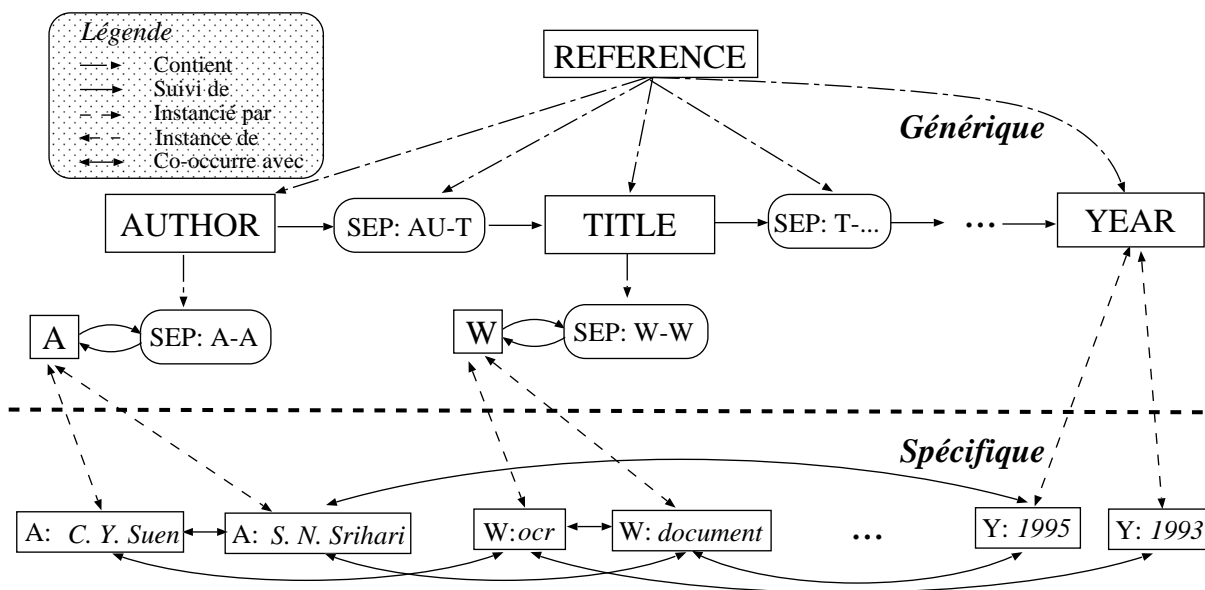 Légende
Contient
Suivi de
Instancié par
Instance de
Co-occurre avec
REFERENCE
Générique
AUTHOR
SEP: AU-T
TITLE
SEP: T-...
...
YEAR
A
SEP: A-A
W
SEP: W-W
Spécifique
A: C. Y. Suen
A: S. N. Srihari
W:ocr
W: document
...
Y: 1995
Y: 1993